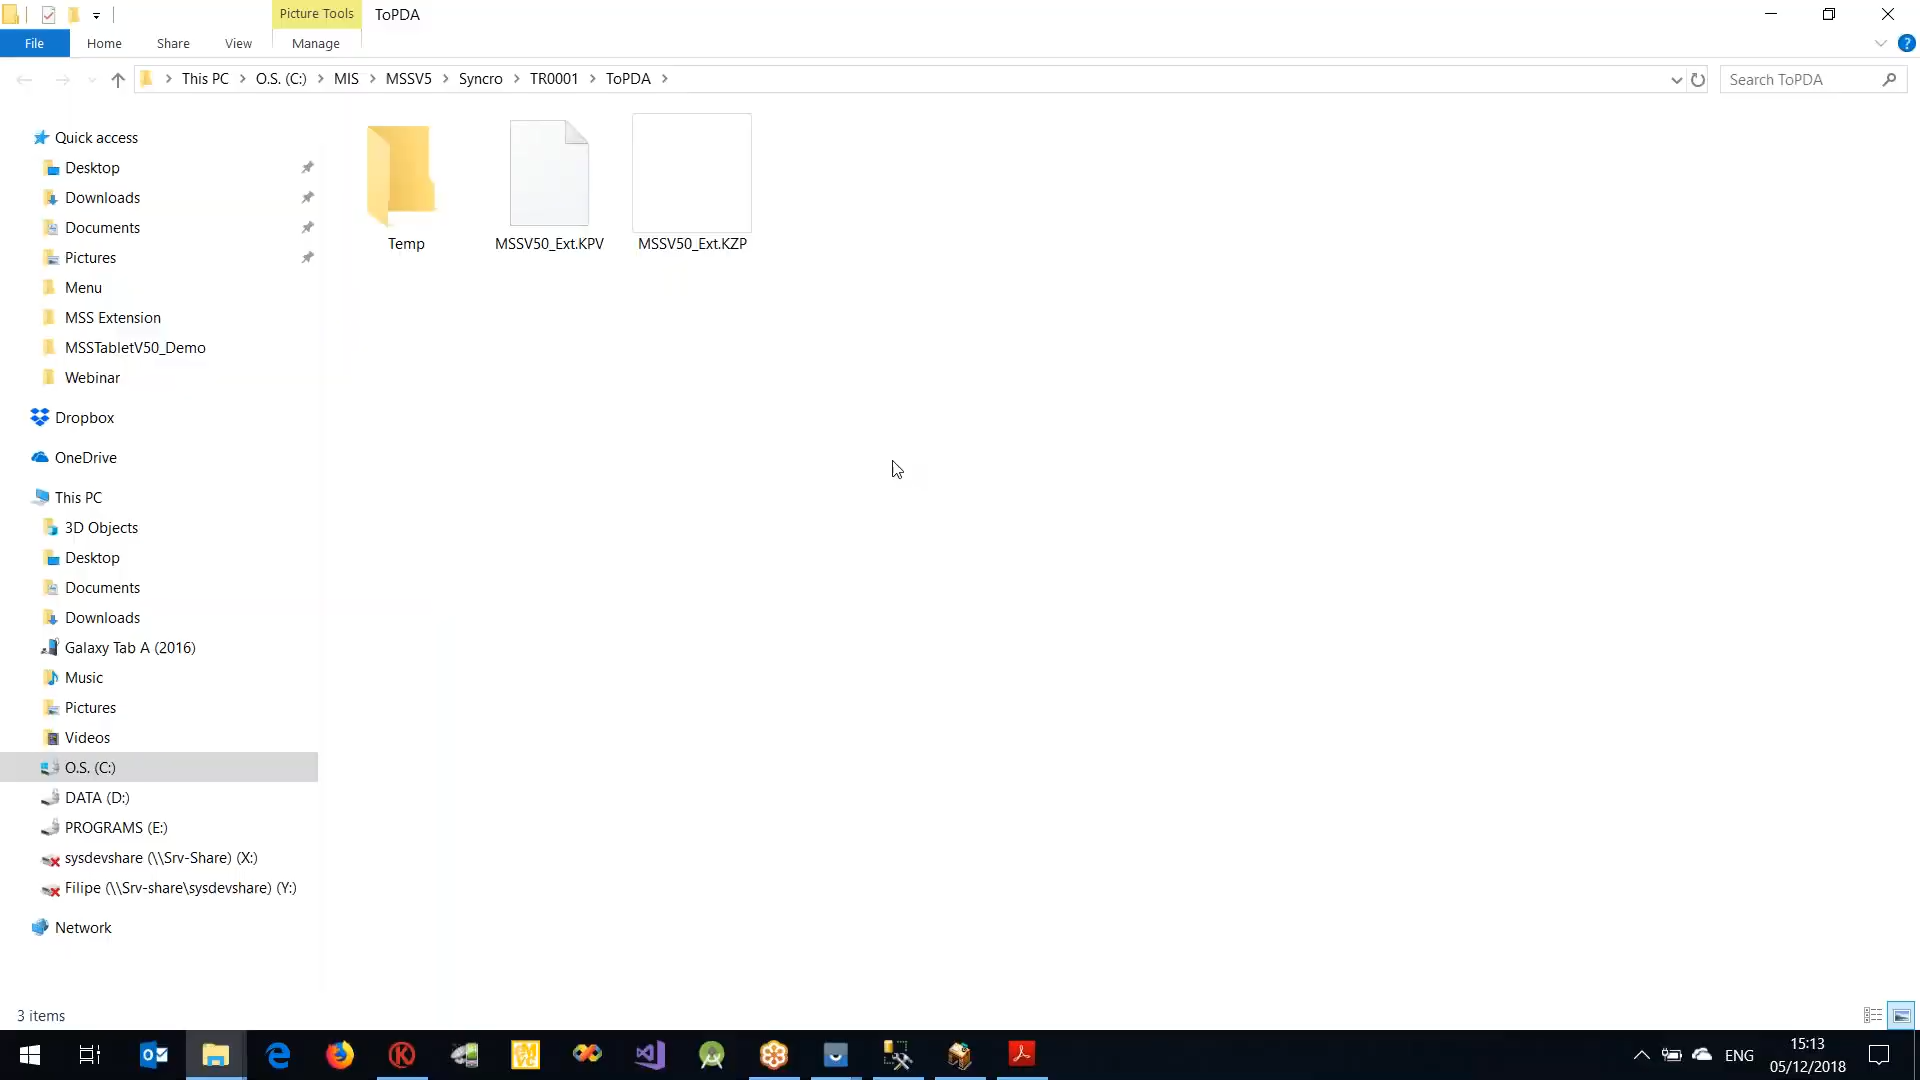 Picture Tools
ToPDA
File
Home
Share
View
Manage
This PC > O.S. (C:) > MIS > MSSV5 > Syncro > TR0001 > ToPDA >
Search ToPDA
Quick access
Desktop
Downloads
Documents
Pictures
Menu
MSS Extension
MSSTabletV50_Demo
Webinar
Dropbox
OneDrive
This PC
3D Objects
Desktop
Documents
Downloads
Galaxy Tab A (2016)
Music
Pictures
Videos
O.S. (C:)
DATA (D:)
PROGRAMS (E:)
sysdevshare (\\Srv-Share) (X:)
Filipe (\\Srv-share\sysdevshare) (Y:)
Network
Temp
MSSV50_Ext.KPV
MSSV50_Ext.KZP
3 items
ENG
15:13
05/12/2018